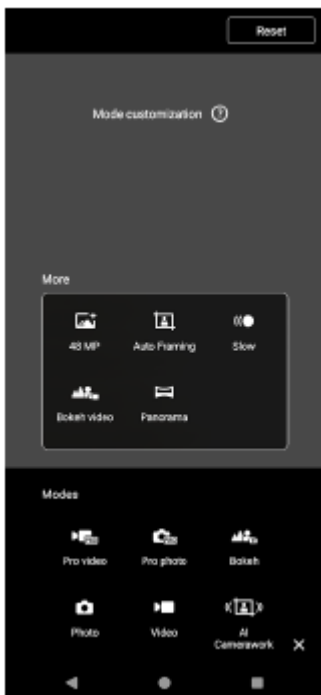 Reset
Mode customization ?
More
48 MP
Auto Framing
Slow
Bokeh video
Panorama
Modes
Pro video
Pro photo
Bokeh
Photo
Video
AI
Camerawork